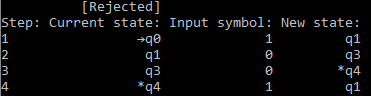 [Rejected]
Step: Current state: Input symbol: New state:
1 →q0 1 q1
2 q1 0 q3
3 q3 0 *q4
4 *q4 1 q1